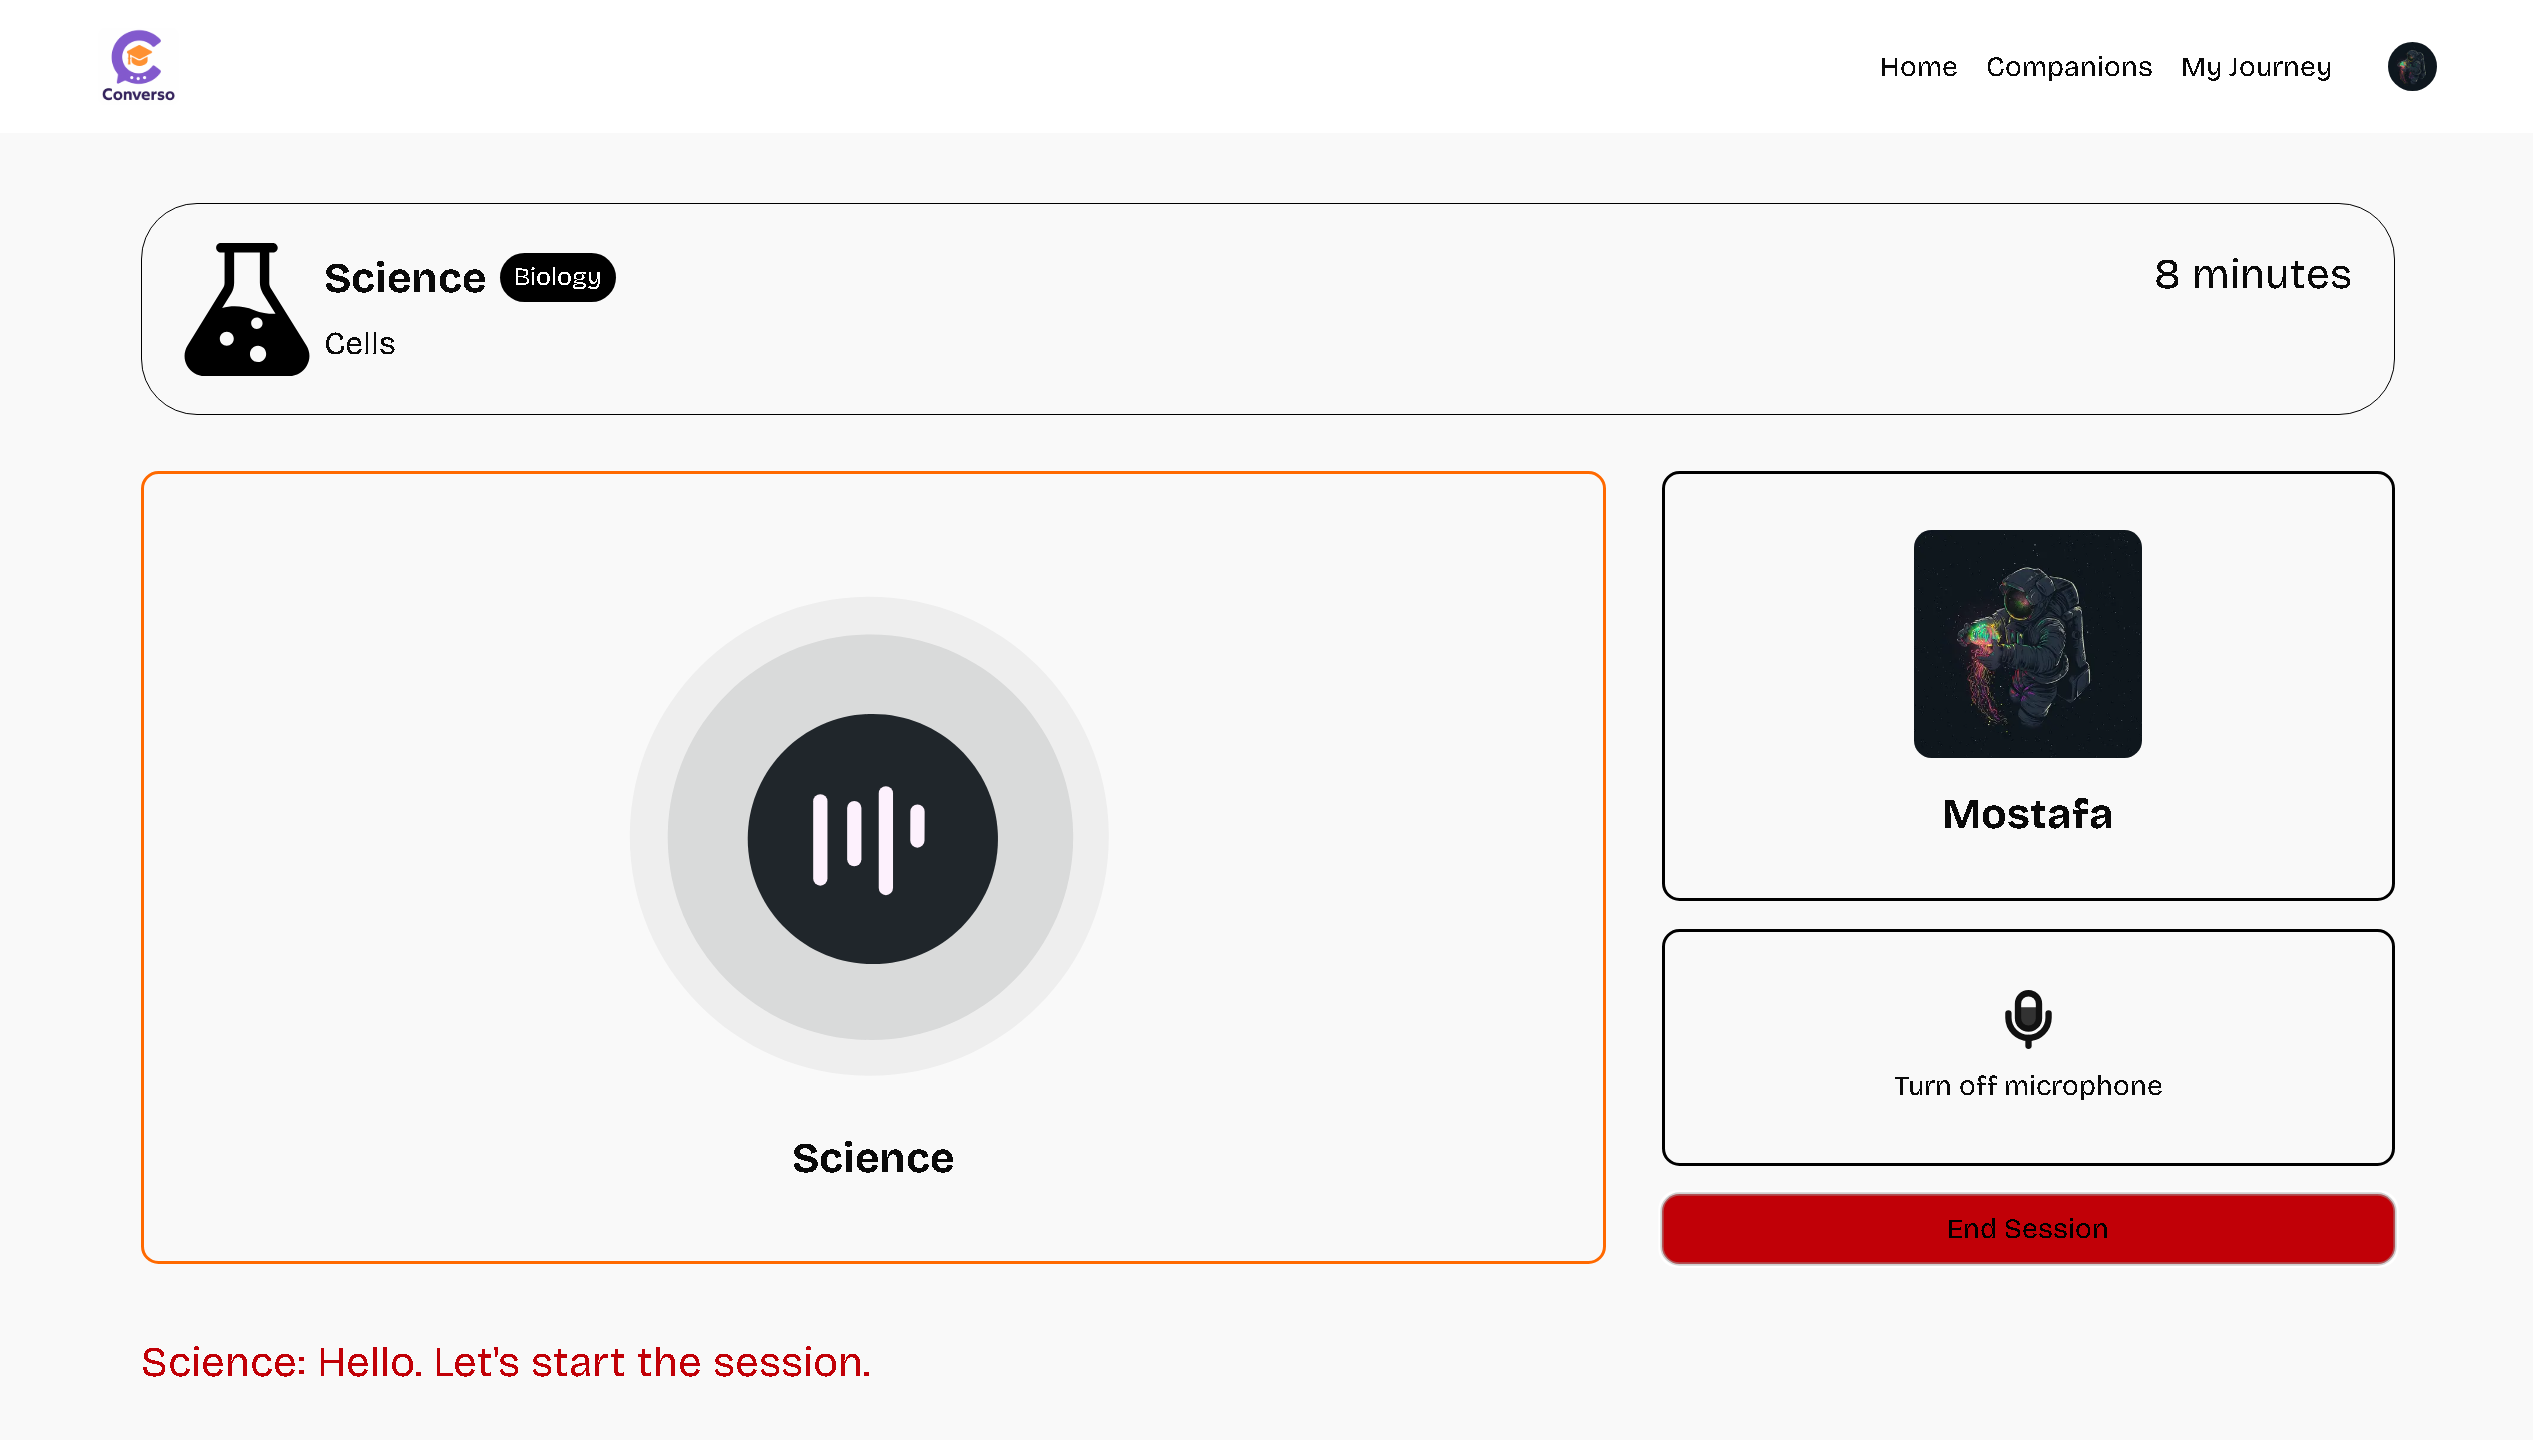 Converso
Home Companions My Journey
Science Biology
8 minutes
Cells
Science
Mostafa
Turn off microphone
End Session
Science: Hello. Let's start the session.